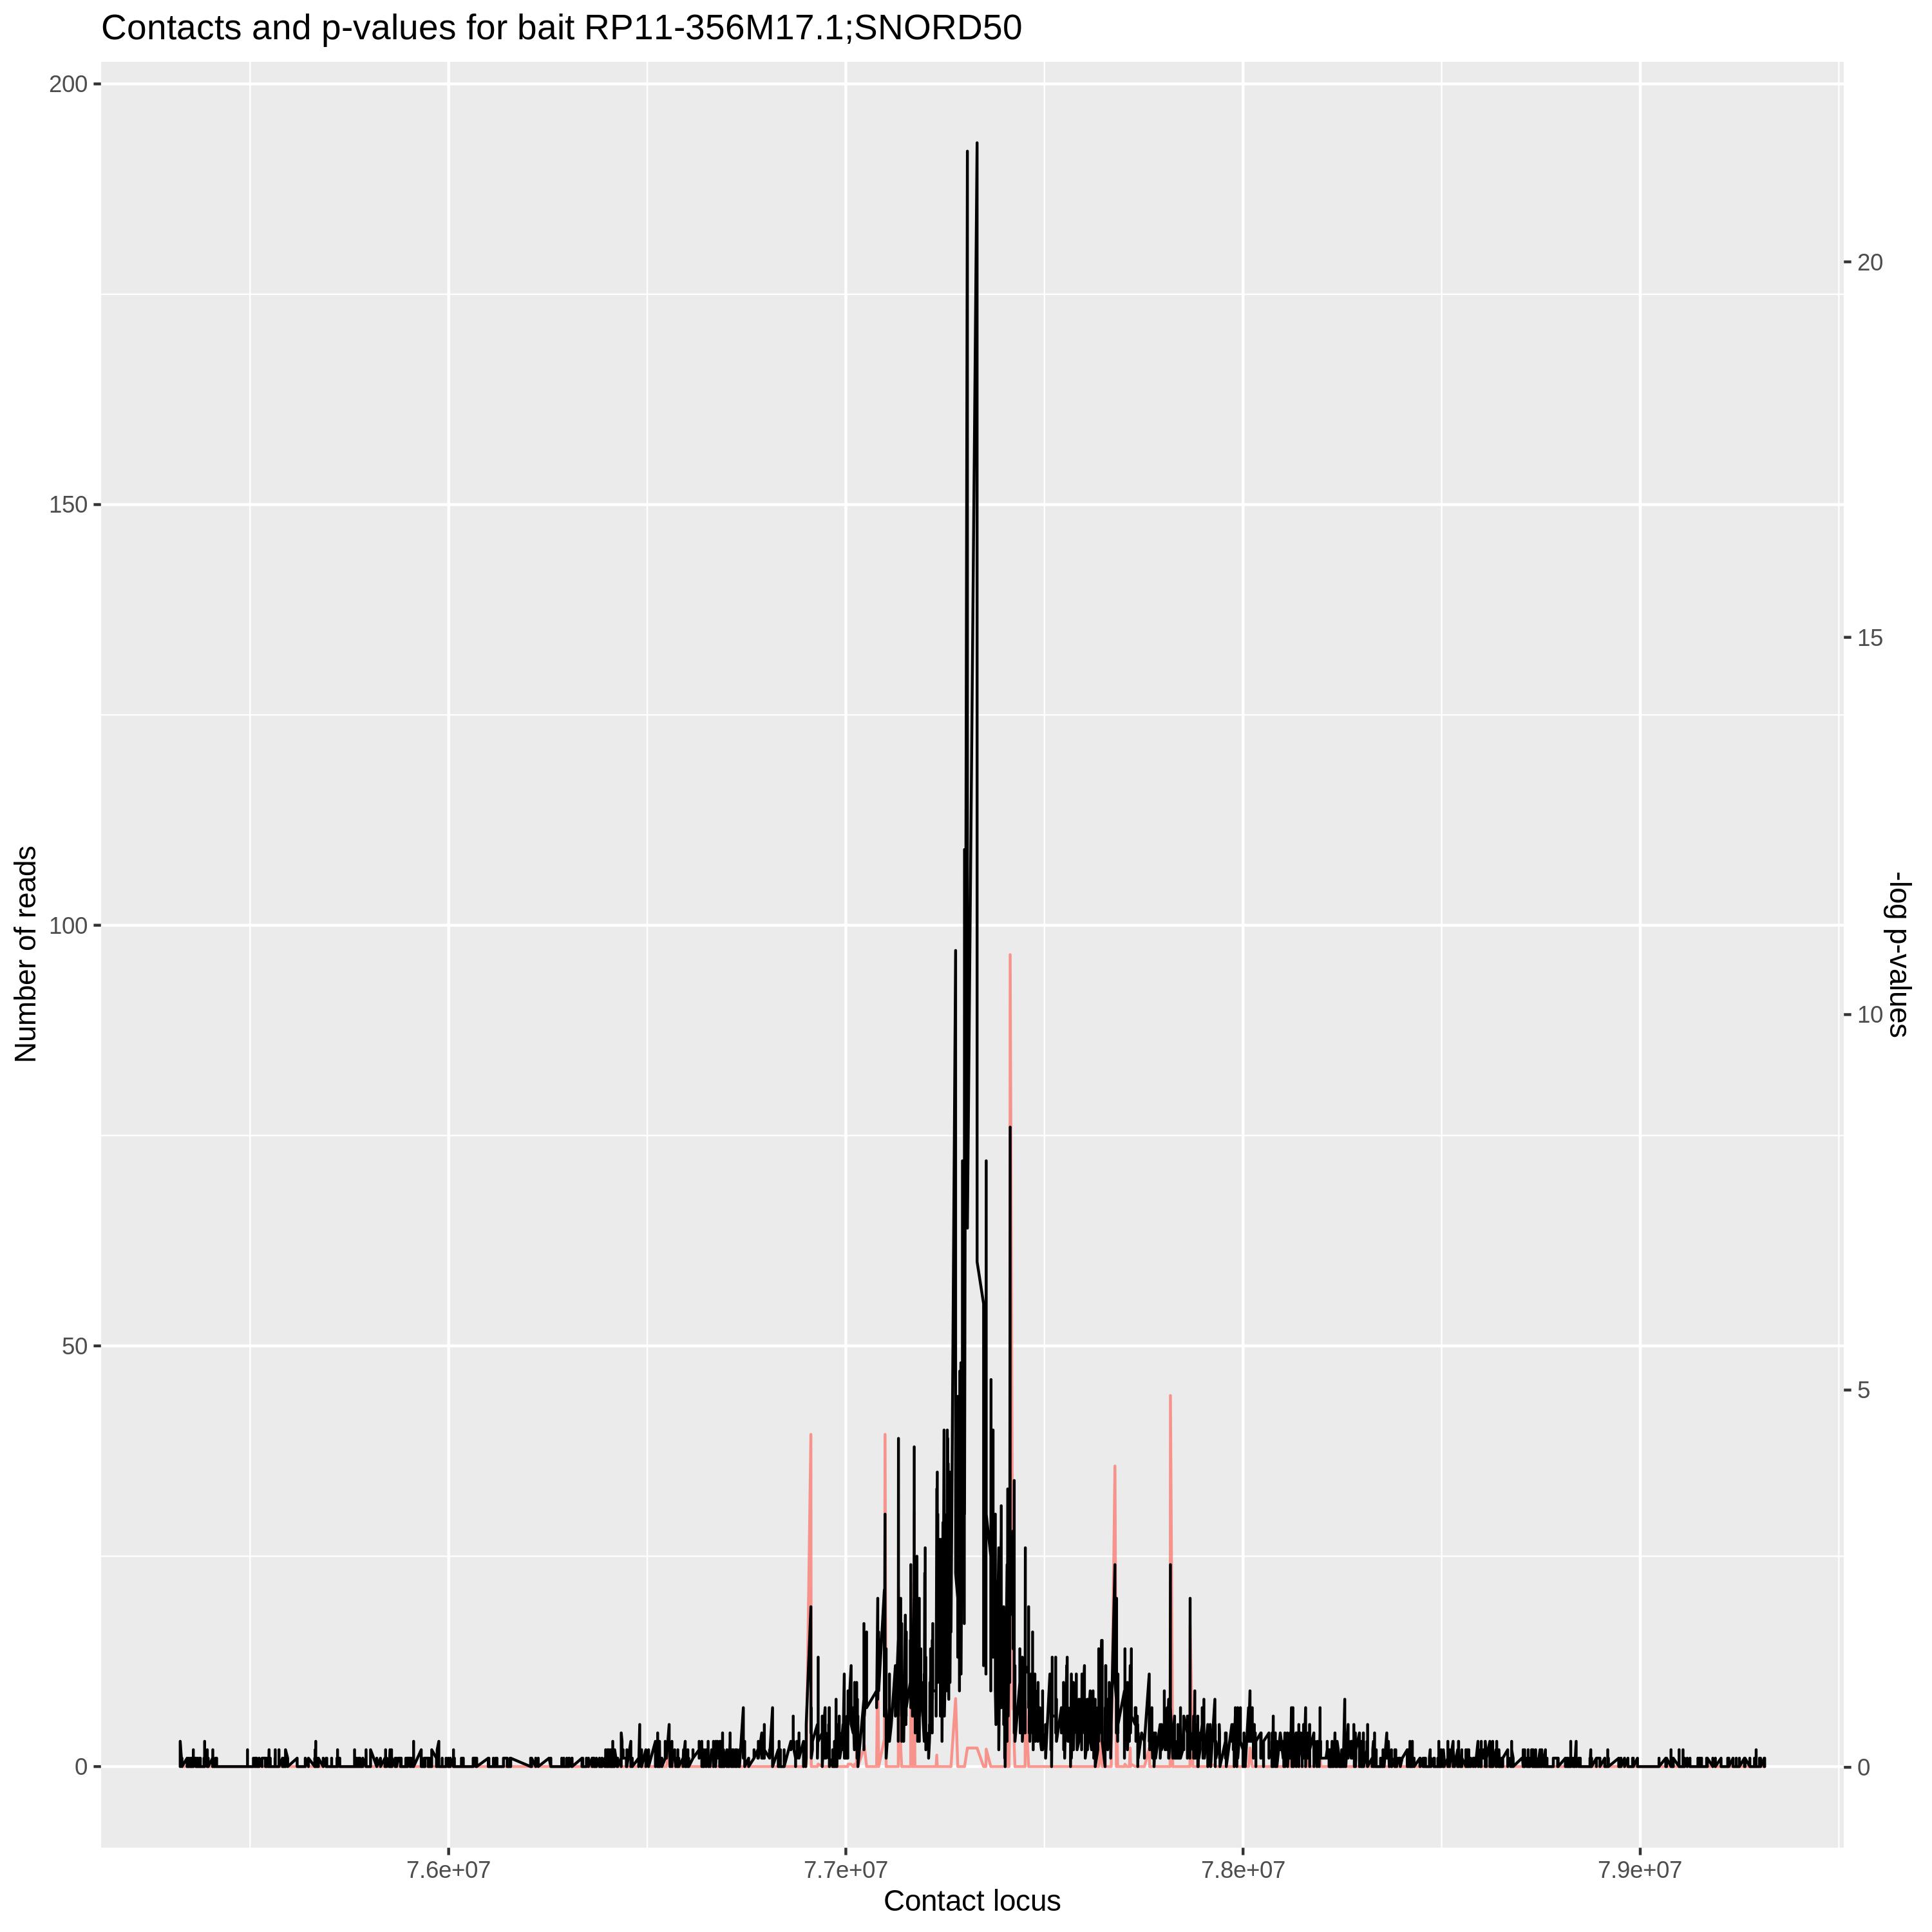 Contacts and p-values for bait RP11-356M17.1;SNORD50
200
150
100
50
0
Number of reads
20
15
10
5
0
-log p-values
7.6e+07
7.7e+07
7.8e+07
7.9e+07
Contact locus